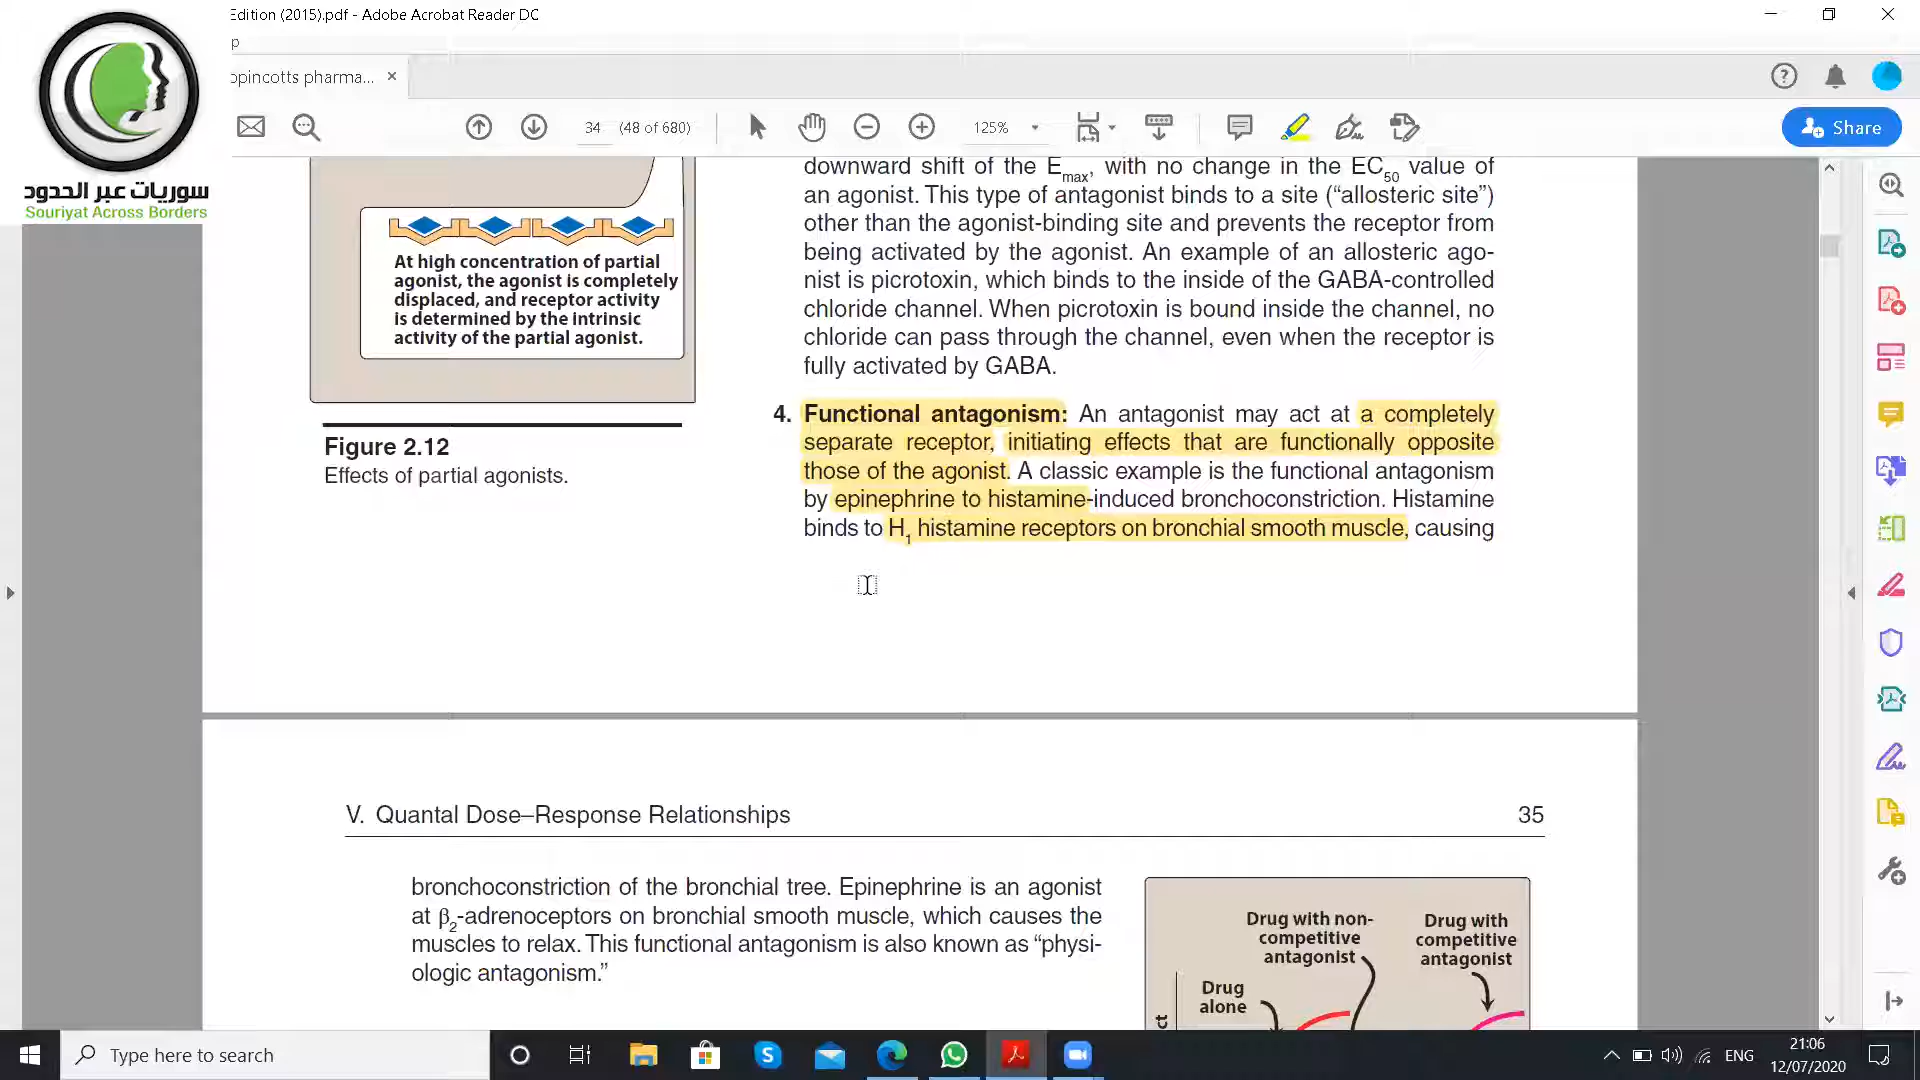 Edition (2015).pdf - Adobe Acrobat Reader DC
p
opincotts pharma...
34 (48 of 680)
125%
Share
سوريات عبر الحدود
Souriyat Across Borders
At high concentration of partial
agonist, the agonist is completely
displaced, and receptor activity
is determined by the intrinsic
activity of the partial agonist.
Figure 2.12
Effects of partial agonists.
downward shift of the Emax, with no change in the EC50 value of
an agonist. This type of antagonist binds to a site (“allosteric site”)
other than the agonist-binding site and prevents the receptor from
being activated by the agonist. An example of an allosteric ago-
nist is picrotoxin, which binds to the inside of the GABA-controlled
chloride channel. When picrotoxin is bound inside the channel, no
chloride can pass through the channel, even when the receptor is
fully activated by GABA.
4. Functional antagonism: An antagonist may act at a completely
separate receptor, initiating effects that are functionally opposite
those of the agonist. A classic example is the functional antagonism
by epinephrine to histamine-induced bronchoconstriction. Histamine
binds to H1 histamine receptors on bronchial smooth muscle, causing
V. Quantal Dose–Response Relationships 35
bronchoconstriction of the bronchial tree. Epinephrine is an agonist
at β2-adrenoceptors on bronchial smooth muscle, which causes the
muscles to relax. This functional antagonism is also known as “physi-
ologic antagonism.”
Drug with non-
competitive
antagonist
Drug with
competitive
antagonist
Drug
alone
ct
Type here to search
ENG
21:06
12/07/2020